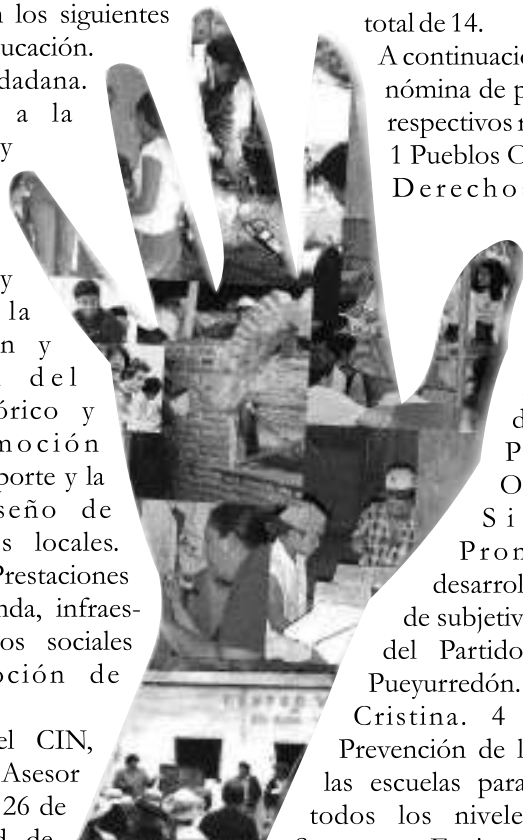 los siguientes
ucación.
dadana.
a la
y
y
la
n y
del
órico y
moción
porte y la
seño de
s locales.
Prestaciones
nda, infraes-
os sociales
oción de
el CIN,
Asesor
26 de
total de 14.
A continuació
nómina de p
respectivos
1 Pueblos O
Derecho
d
P
O
Si
Pron
desarrol
de subjetiv
del Partido
Pueyurredón.
Cristina. 4
Prevención de l
las escuelas para
todos los nivele